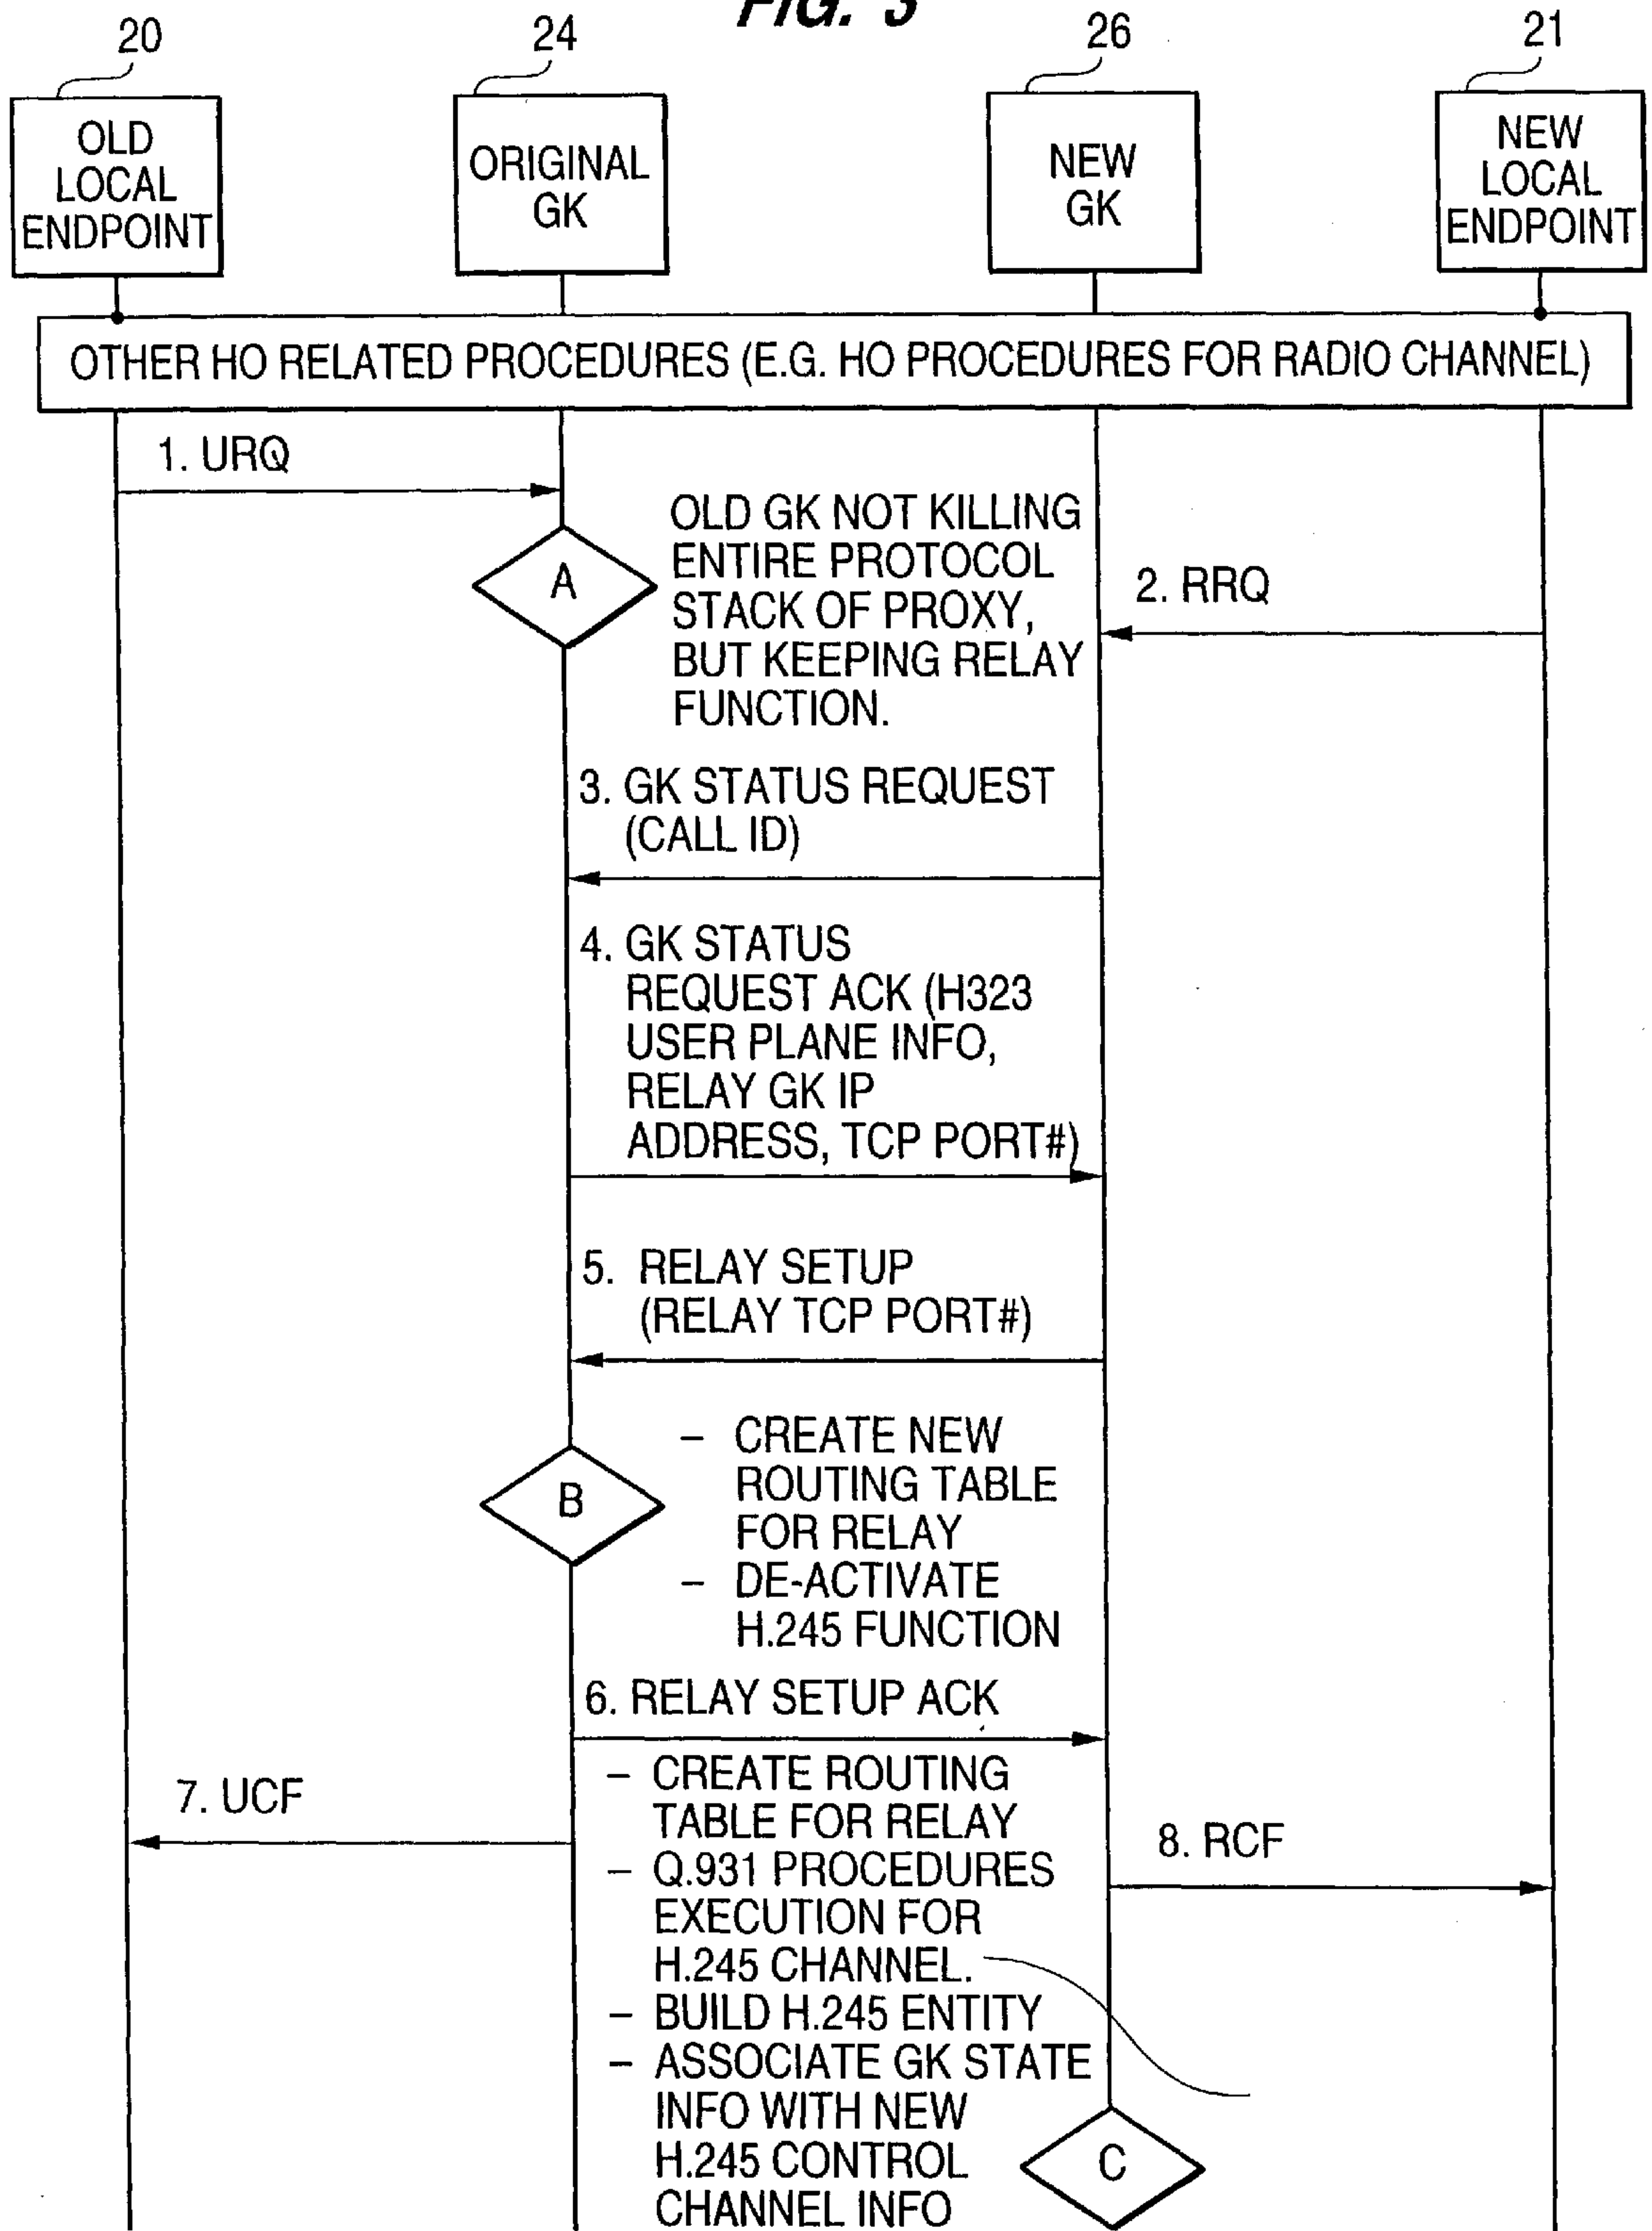 FIG. 3
20
24
26
21
OLD
LOCAL
ENDPOINT
ORIGINAL
GK
NEW
GK
NEW
LOCAL
ENDPOINT
OTHER HO RELATED PROCEDURES (E.G. HO PROCEDURES FOR RADIO CHANNEL)
1. URQ
A
OLD GK NOT KILLING
ENTIRE PROTOCOL
STACK OF PROXY,
BUT KEEPING RELAY
FUNCTION.
2. RRQ
3. GK STATUS REQUEST
(CALL ID)
4. GK STATUS
REQUEST ACK (H323
USER PLANE INFO,
RELAY GK IP
ADDRESS, TCP PORT#)
5. RELAY SETUP
(RELAY TCP PORT#)
B
– CREATE NEW
ROUTING TABLE
FOR RELAY
– DE-ACTIVATE
H.245 FUNCTION
6. RELAY SETUP ACK
7. UCF
– CREATE ROUTING
TABLE FOR RELAY
– Q.931 PROCEDURES
EXECUTION FOR
H.245 CHANNEL.
– BUILD H.245 ENTITY
– ASSOCIATE GK STATE
INFO WITH NEW
H.245 CONTROL
CHANNEL INFO
8. RCF
C